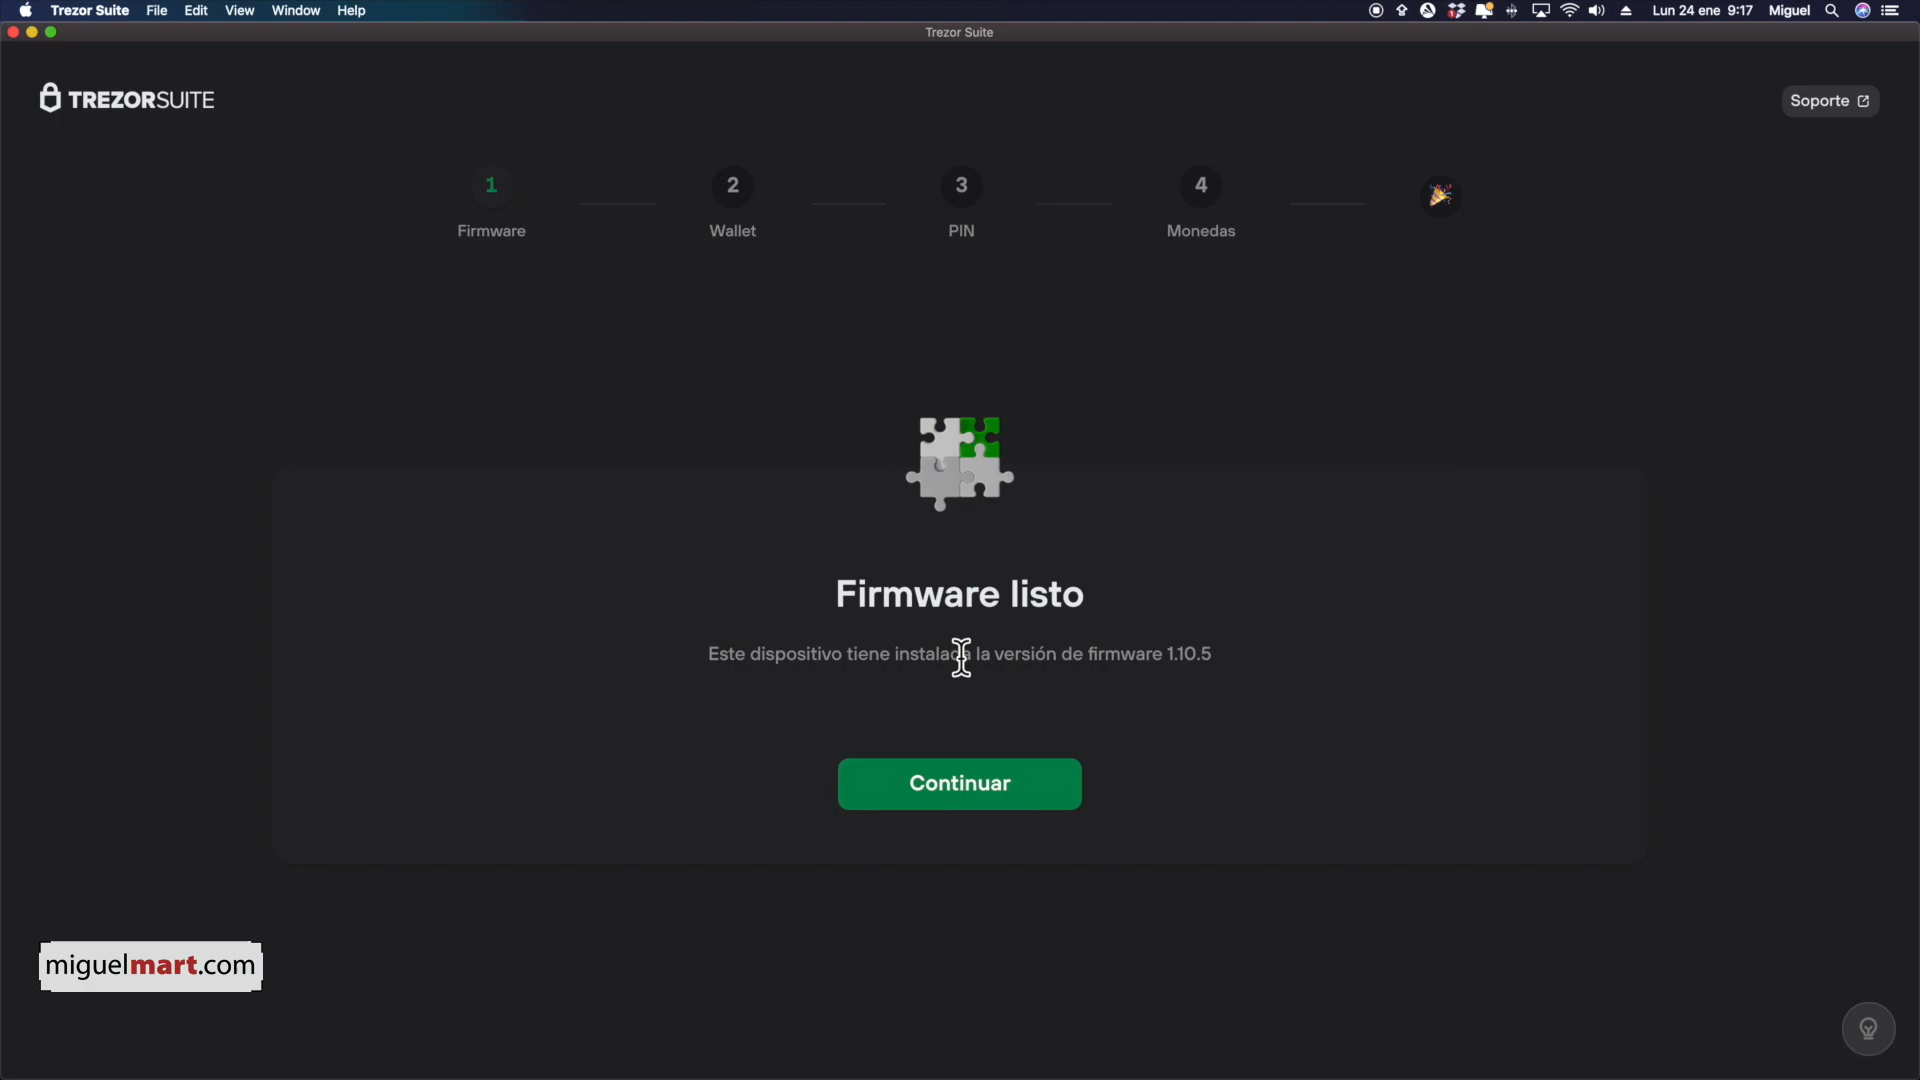 Trezor Suite File Edit View Window Help
Lun 24 ene 9:17 Miguel
Trezor Suite
TREZORSUITE
Soporte
1 2 3 4
Firmware Wallet PIN Monedas
Firmware listo
Este dispositivo tiene instalada la versión de firmware 1.10.5
Continuar
miguelmart.com